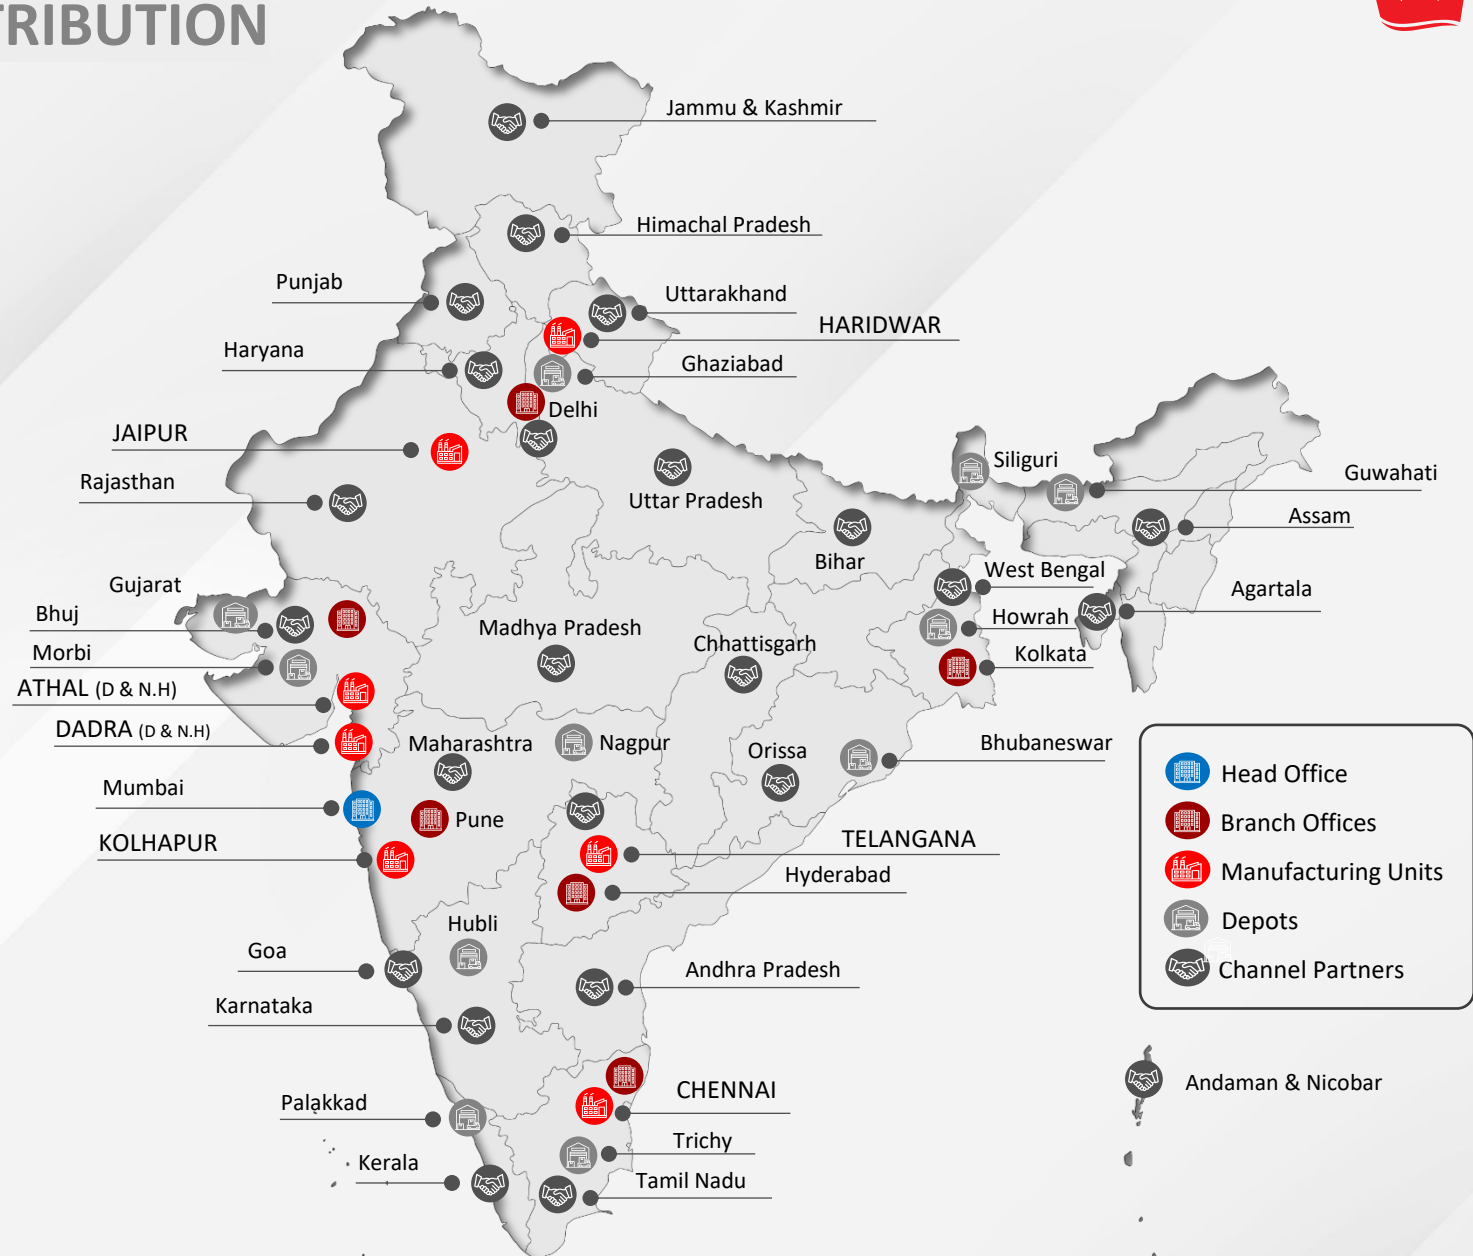 TRIBUTION
Jammu & Kashmir
Himachal Pradesh
Punjab
Uttarakhand
HARIDWAR
Haryana
Ghaziabad
Delhi
JAIPUR
Siliguri
Guwahati
Rajasthan
Uttar Pradesh
Assam
Bihar
West Bengal
Gujarat
Agartala
Bhuj
Howrah
Madhya Pradesh
Chhattisgarh
Morbi
Kolkata
ATHAL (D & N.H)
DADRA (D & N.H)
Maharashtra
Nagpur
Orissa
Bhubaneswar
Mumbai
Pune
KOLHAPUR
TELANGANA
Hyderabad
Hubli
Goa
Andhra Pradesh
Karnataka
CHENNAI
Palakkad
Trichy
Kerala
Tamil Nadu
Head Office
Branch Offices
Manufacturing Units
Depots
Channel Partners
Andaman & Nicobar